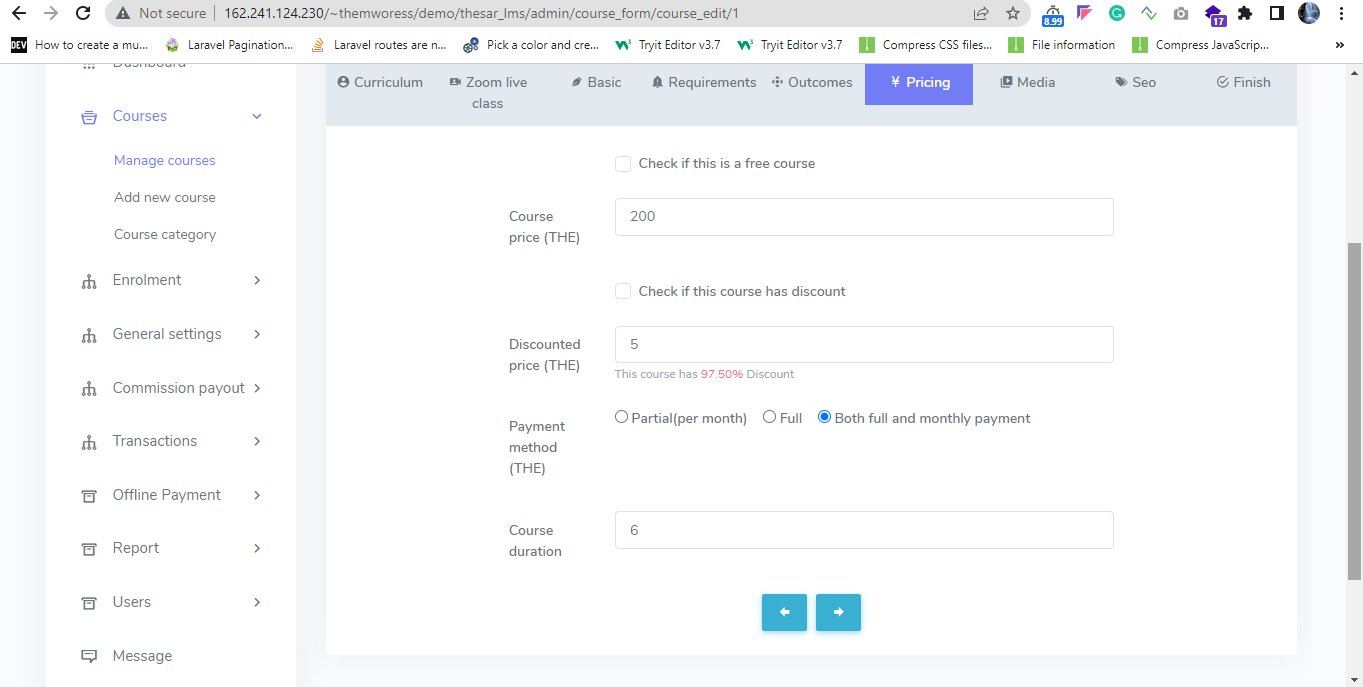 Not secure | 162.241.124.230/~themworess/demo/thesar_lms/admin/course_form/course_edit/1
8.99
17
DEV How to create a mu... Laravel Pagination... Laravel routes are n... Pick a color and cre... Tryit Editor v3.7 Tryit Editor v3.7 Compress CSS files... File information Compress JavaScrip... »
Dashboard
Courses
Manage courses
Add new course
Course category
Enrolment
General settings
Commission payout
Transactions
Offline Payment
Report
Users
Message
Curriculum
Zoom live
class
Basic
Requirements
Outcomes
¥ Pricing
Media
Seo
Finish
Check if this is a free course
Course
price (THE)
200
Check if this course has discount
Discounted
price (THE)
5
This course has 97.50% Discount
Payment
method
(THE)
Partial(per month) Full Both full and monthly payment
Course
duration
6